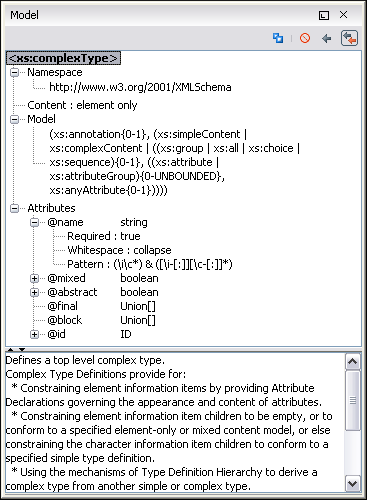 Model
<xs:complexType>
Namespace
http://www.w3.org/2001/XMLSchema
Content : element only
Model
(xs:annotation{0-1}, (xs:simpleContent |
xs:complexContent | ((xs:group | xs:all | xs:choice |
xs:sequence){0-1}, ((xs:attribute |
xs:attributeGroup){0-UNBOUNDED},
xs:anyAttribute{0-1}))))
Attributes
@name string
Required : true
Whitespace : collapse
Pattern : (\i\c*) & ([\i-[:]][\c-[:]]*)
@mixed boolean
@abstract boolean
@final Union[]
@block Union[]
@id ID
Defines a top level complex type.
Complex Type Definitions provide for:
* Constraining element information items by providing Attribute
Declarations governing the appearance and content of attributes.
* Constraining element information item children to be empty, or to
conform to a specified element-only or mixed content model, or else
constraining the character information item children to conform to a
specified simple type definition.
* Using the mechanisms of Type Definition Hierarchy to derive a
complex type from another simple or complex type.